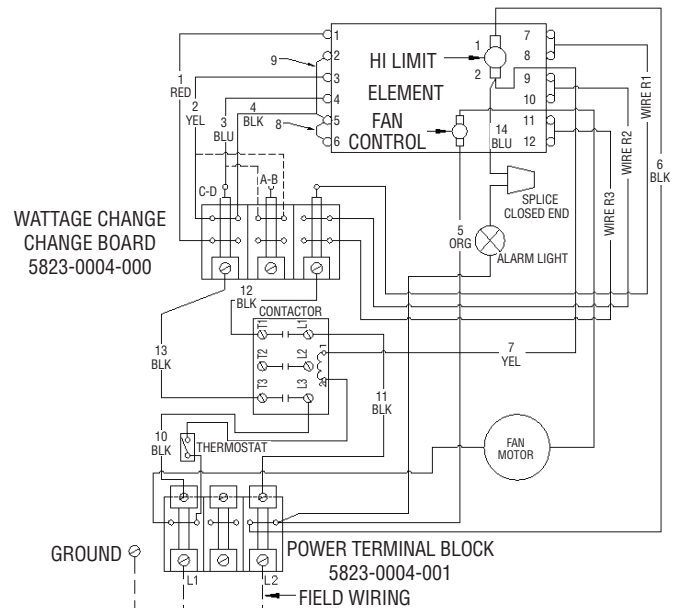 1
2
3
4
5
6
HI LIMIT
ELEMENT
FAN
CONTROL
1
2
7
8
9
10
11
12
9
8
1
RED
2
YEL
3
BLU
4
BLK
14
BLU
WIRE R1
WIRE R2
WIRE R3
6
BLK
SPLICE
CLOSED END
5
ORG
ALARM LIGHT
C-D
A-B
WATTAGE CHANGE
CHANGE BOARD
5823-0004-000
12
BLK
CONTACTOR
T1
L1
T2
L2
T3
L3
1
2
13
BLK
11
BLK
7
YEL
10
BLK
THERMOSTAT
FAN
MOTOR
GROUND
L1
L2
POWER TERMINAL BLOCK
5823-0004-001
FIELD WIRING